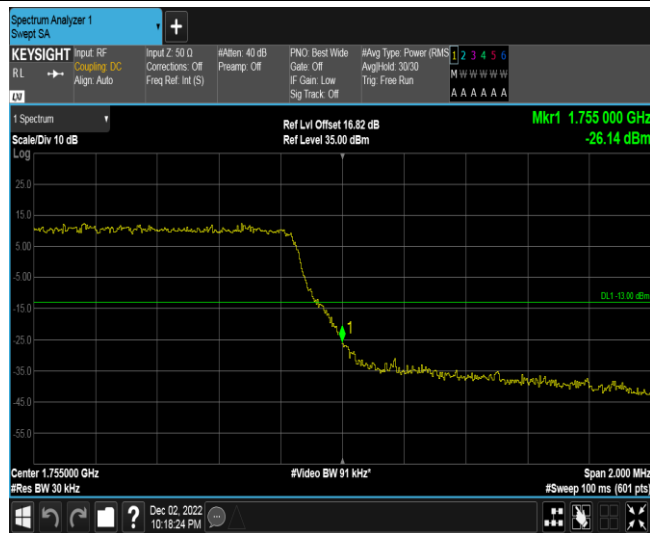 Spectrum Analyzer 1
Swept SA
+
KEYSIGHT
RL
LXI
Input: RF
Coupling: DC
Align: Auto
Input Z: 50 Ω
Corrections: Off
Freq Ref: Int (S)
#Atten: 40 dB
Preamp: Off
PNO: Best Wide
Gate: Off
IF Gain: Low
Sig Track: Off
#Avg Type: Power (RMS
Avg|Hold: 30/30
Trig: Free Run
1 2 3 4 5 6
M W W W W W
A A A A A A
1 Spectrum
Scale/Div 10 dB
Log
Ref Lvl Offset 16.82 dB
Ref Level 35.00 dBm
Mkr1 1.755 000 GHz
-26.14 dBm
25.0
15.0
5.00
-5.00
DL1 -13.00 dBm
-15.0
1
-25.0
-35.0
-45.0
-55.0
Center 1.755000 GHz
#Res BW 30 kHz
#Video BW 91 kHz*
Span 2.000 MHz
#Sweep 100 ms (601 pts)
?
Dec 02, 2022
10:18:24 PM